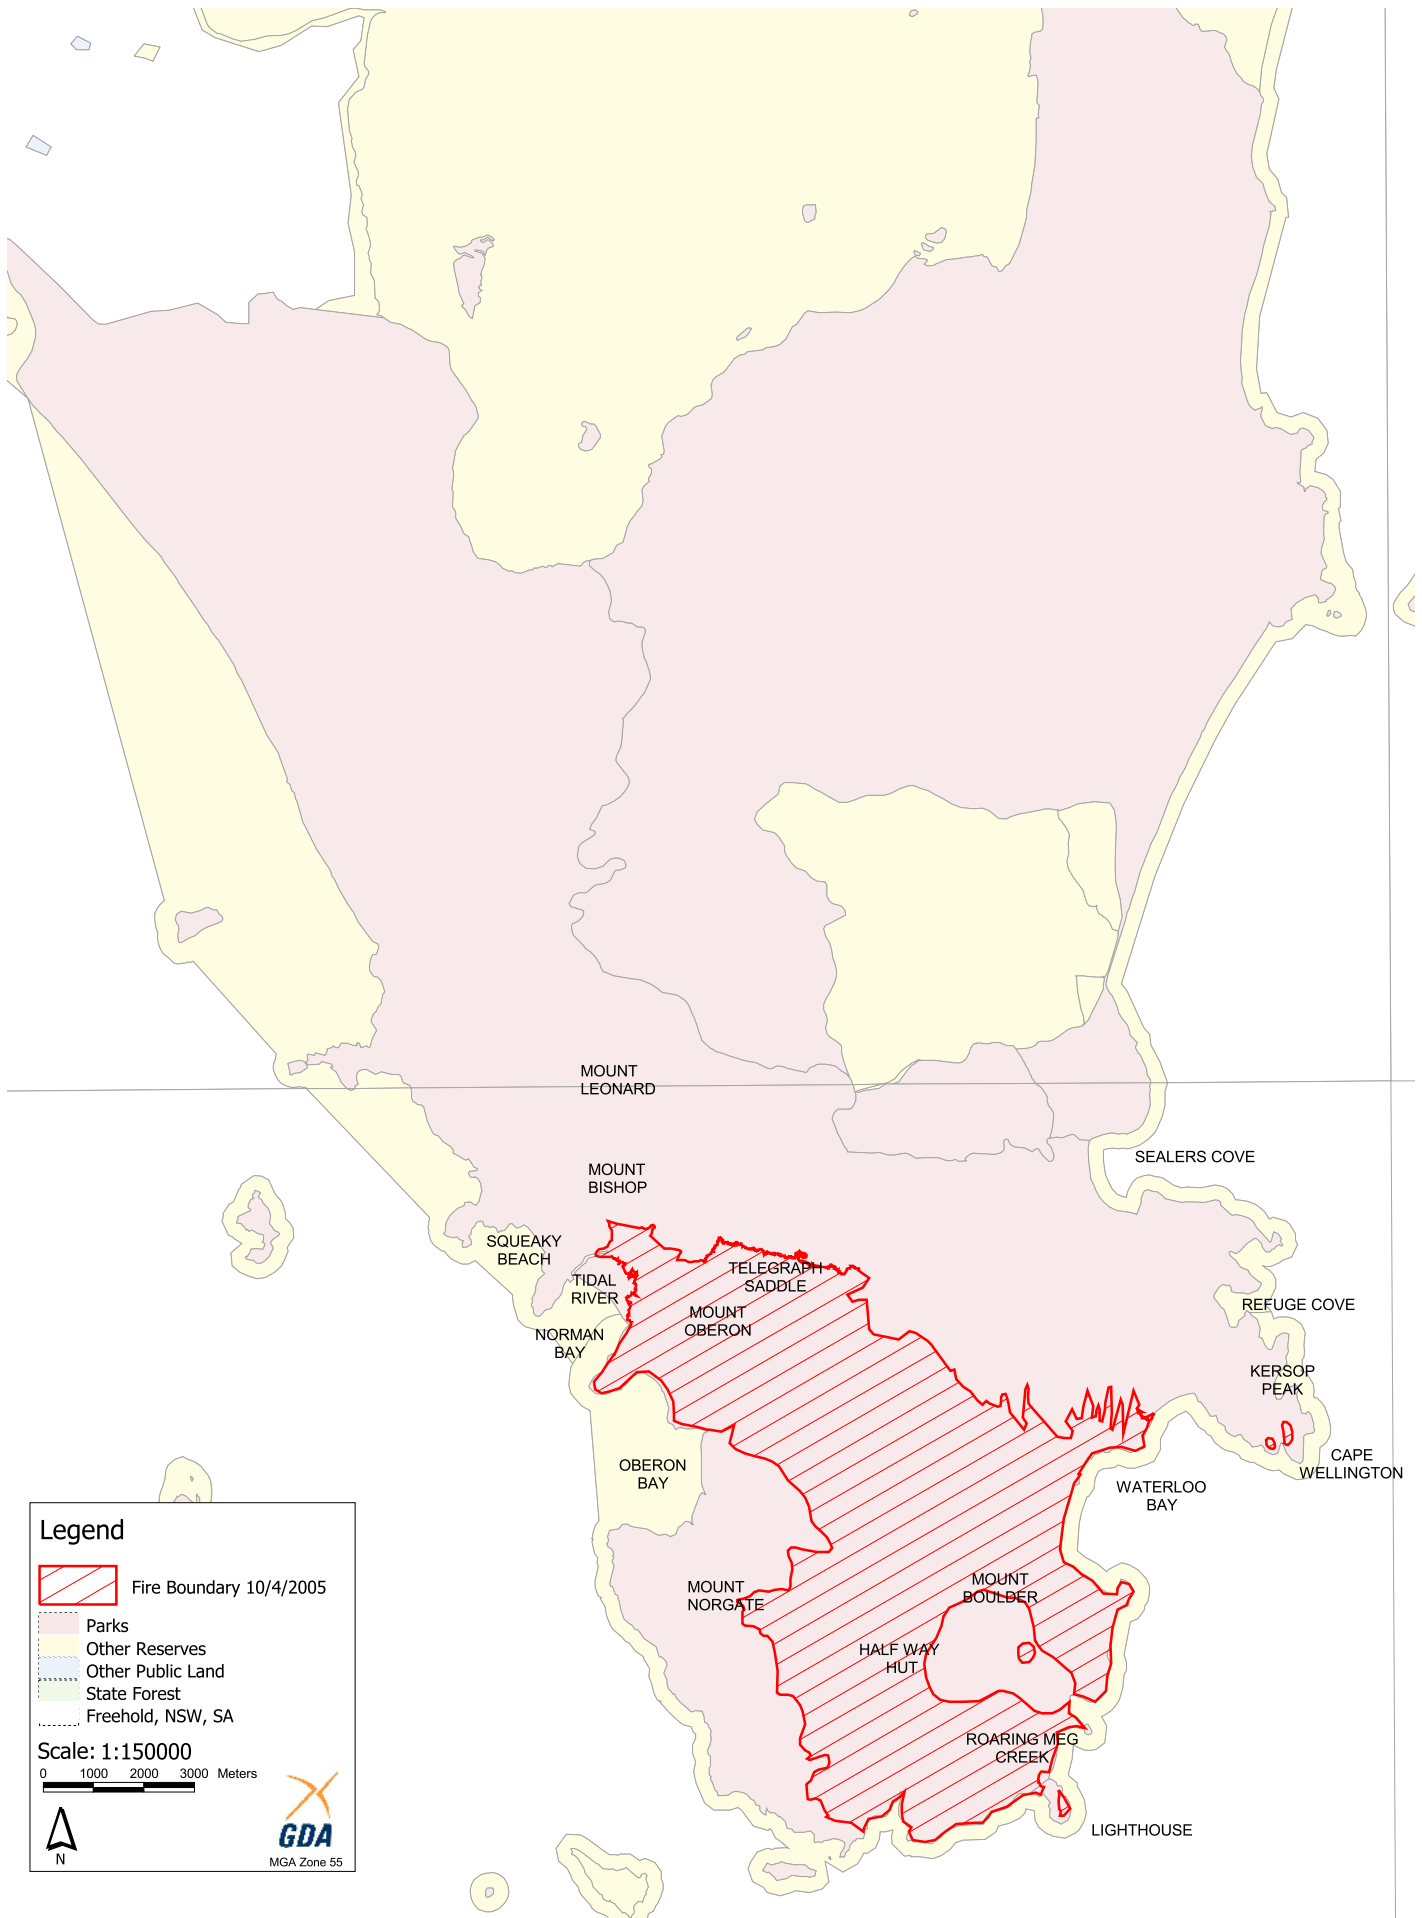 MOUNT
LEONARD
SEALERS COVE
MOUNT
BISHOP
SQUEAKY
BEACH
TELEGRAPH
SADDLE
TIDAL
RIVER
REFUGE COVE
MOUNT
OBERON
NORMAN
BAY
KERSOP
PEAK
OBERON
BAY
CAPE
WELLINGTON
WATERLOO
BAY
MOUNT
NORGATE
MOUNT
BOULDER
HALF WAY
HUT
ROARING MEG
CREEK
LIGHTHOUSE
Legend
Fire Boundary 10/4/2005
Parks
Other Reserves
Other Public Land
State Forest
Freehold, NSW, SA
Scale: 1:150000
0 1000 2000 3000 Meters
N
GDA
MGA Zone 55